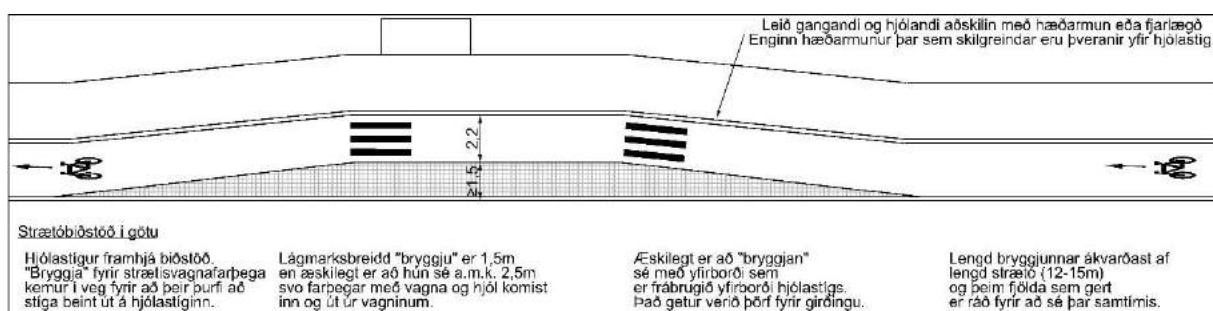 Leið gangandi og hjólandi aðskilin með hæðarmun eða fjarlægð
Enginn hæðarmunur þar sem skilgreindar eru þveranir yfir hjólastíg
2,2
≥1,5
Strætóbiðstöð í götu
Hjólastígur framhjá biðstöð.
"Bryggja" fyrir strætisvagnafarþega
kemur í veg fyrir að þeir þurfi að
stíga beint út á hjólastíginn.
Lágmarksbreidd "bryggju" er 1,5m
en æskilegt er að hún sé a.m.k. 2,5m
svo farþegar með vagna og hjól komist
inn og út úr vagninum.
Æskilegt er að "bryggjan"
sé með yfirborði sem
er frábrugið yfirborði hjólastígs.
Það getur verið þörf fyrir girðingu.
Lengd bryggjunnar ákvarðast af
lengd strætó (12-15m)
og þeim fjölda sem gert
er ráð fyrir að sé þar samtímis.